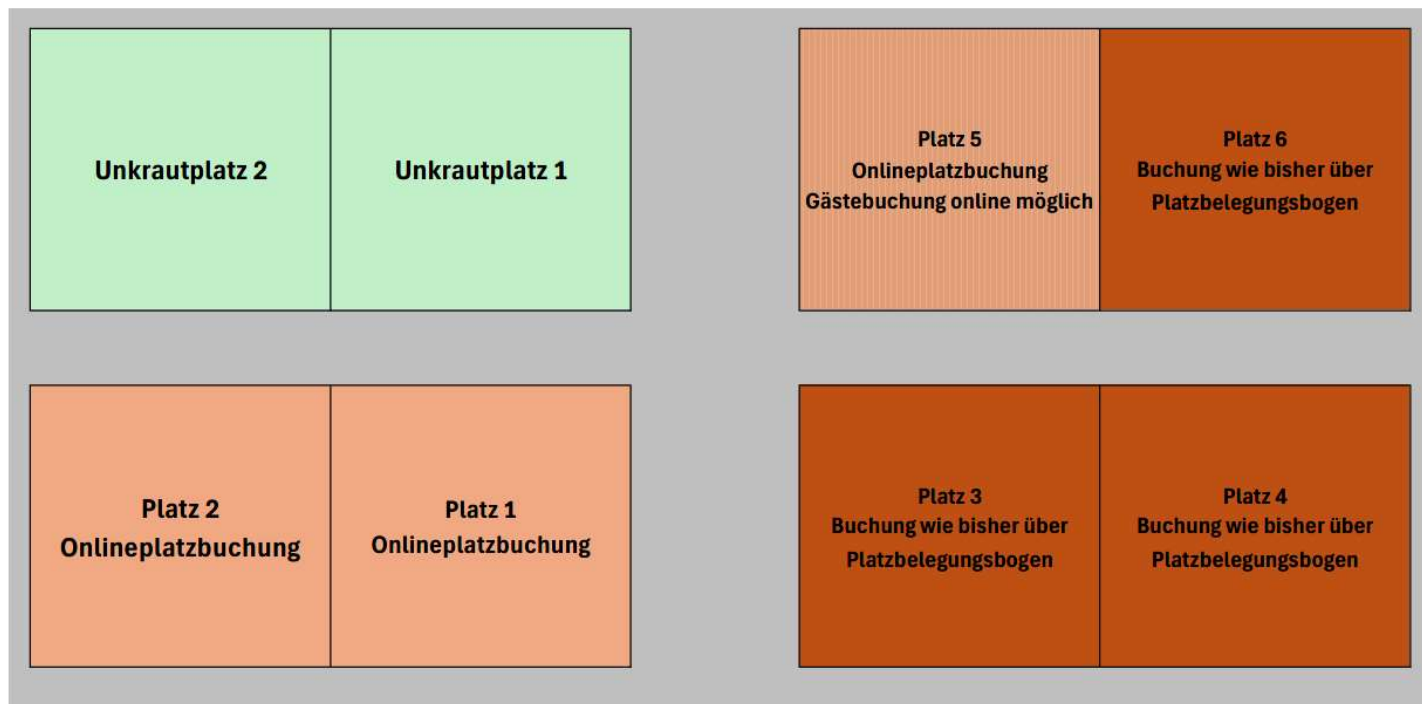 Unkrautplatz 2
Unkrautplatz 1
Platz 5
Onlineplatzbuchung
Gästebuchung online möglich
Platz 6
Buchung wie bisher über
Platzbelegungsbogen
Platz 2
Onlineplatzbuchung
Platz 1
Onlineplatzbuchung
Platz 3
Buchung wie bisher über
Platzbelegungsbogen
Platz 4
Buchung wie bisher über
Platzbelegungsbogen